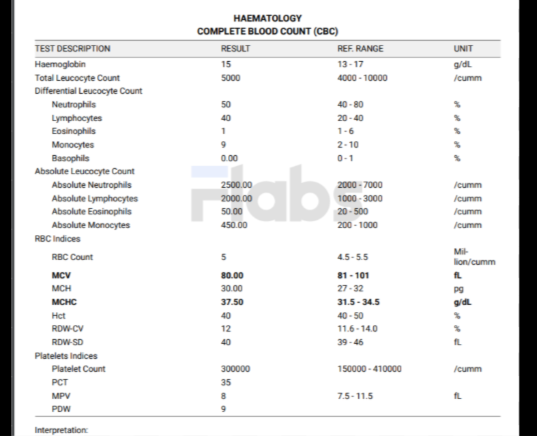 HAEMATOLOGY
COMPLETE BLOOD COUNT (CBC)
TEST DESCRIPTION RESULT REF. RANGE UNIT
Haemoglobin 15 13 - 17 g/dL
Total Leucocyte Count 5000 4000 - 10000 /cumm
Differential Leucocyte Count
Neutrophils 50 40 - 80 %
Lymphocytes 40 20 - 40 %
Eosinophils 1 1 - 6 %
Monocytes 9 2 - 10 %
Basophils 0.00 0 - 1 %
Absolute Leucocyte Count
Absolute Neutrophils 2500.00 2000 - 7000 /cumm
Absolute Lymphocytes 2000.00 1000 - 3000 /cumm
Absolute Eosinophils 50.00 20 - 500 /cumm
Absolute Monocytes 450.00 200 - 1000 /cumm
Flabs
RBC Indices
RBC Count 5 4.5 - 5.5 Mil-
lion/cumm
MCV 80.00 81 - 101 fL
MCH 30.00 27 - 32 pg
MCHC 37.50 31.5 - 34.5 g/dL
Hct 40 40 - 50 %
RDW-CV 12 11.6 - 14.0 %
RDW-SD 40 39 - 46 fL
Platelets Indices
Platelet Count 300000 150000 - 410000 /cumm
PCT 35
MPV 8 7.5 - 11.5 fL
PDW 9
Interpretation: